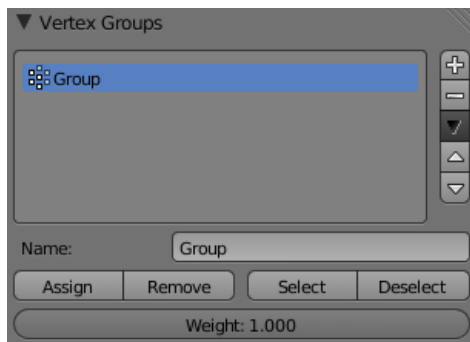 Vertex Groups
Group
Name: Group
Assign Remove Select Deselect
Weight: 1.000